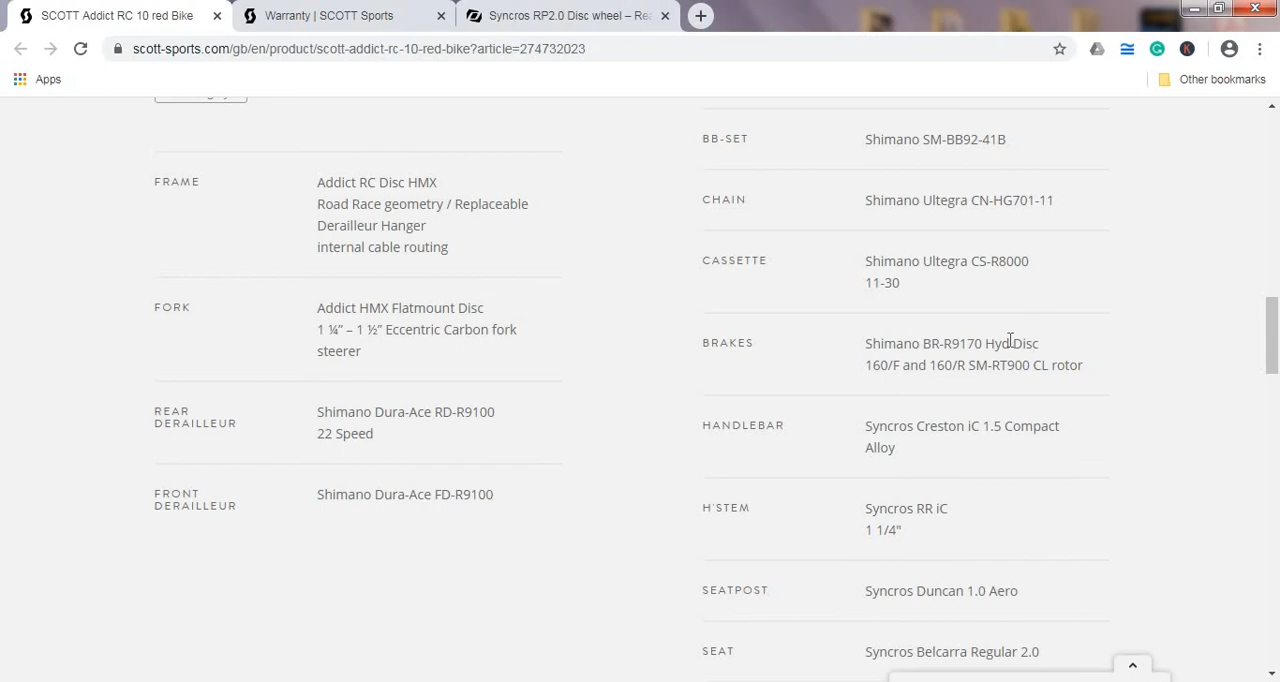 SCOTT Addict RC 10 red Bike
Warranty | SCOTT Sports
Syncros RP2.0 Disc wheel – Rea
scott-sports.com/gb/en/product/scott-addict-rc-10-red-bike?article=274732023
Apps
Other bookmarks
FRAME
Addict RC Disc HMX
Road Race geometry / Replaceable
Derailleur Hanger
internal cable routing
FORK
Addict HMX Flatmount Disc
1 ¼” – 1 ½” Eccentric Carbon fork
steerer
REAR
DERAILLEUR
Shimano Dura-Ace RD-R9100
22 Speed
FRONT
DERAILLEUR
Shimano Dura-Ace FD-R9100
BB-SET
Shimano SM-BB92-41B
CHAIN
Shimano Ultegra CN-HG701-11
CASSETTE
Shimano Ultegra CS-R8000
11-30
BRAKES
Shimano BR-R9170 Hyd Disc
160/F and 160/R SM-RT900 CL rotor
HANDLEBAR
Syncros Creston iC 1.5 Compact
Alloy
H'STEM
Syncros RR iC
1 1/4"
SEATPOST
Syncros Duncan 1.0 Aero
SEAT
Syncros Belcarra Regular 2.0